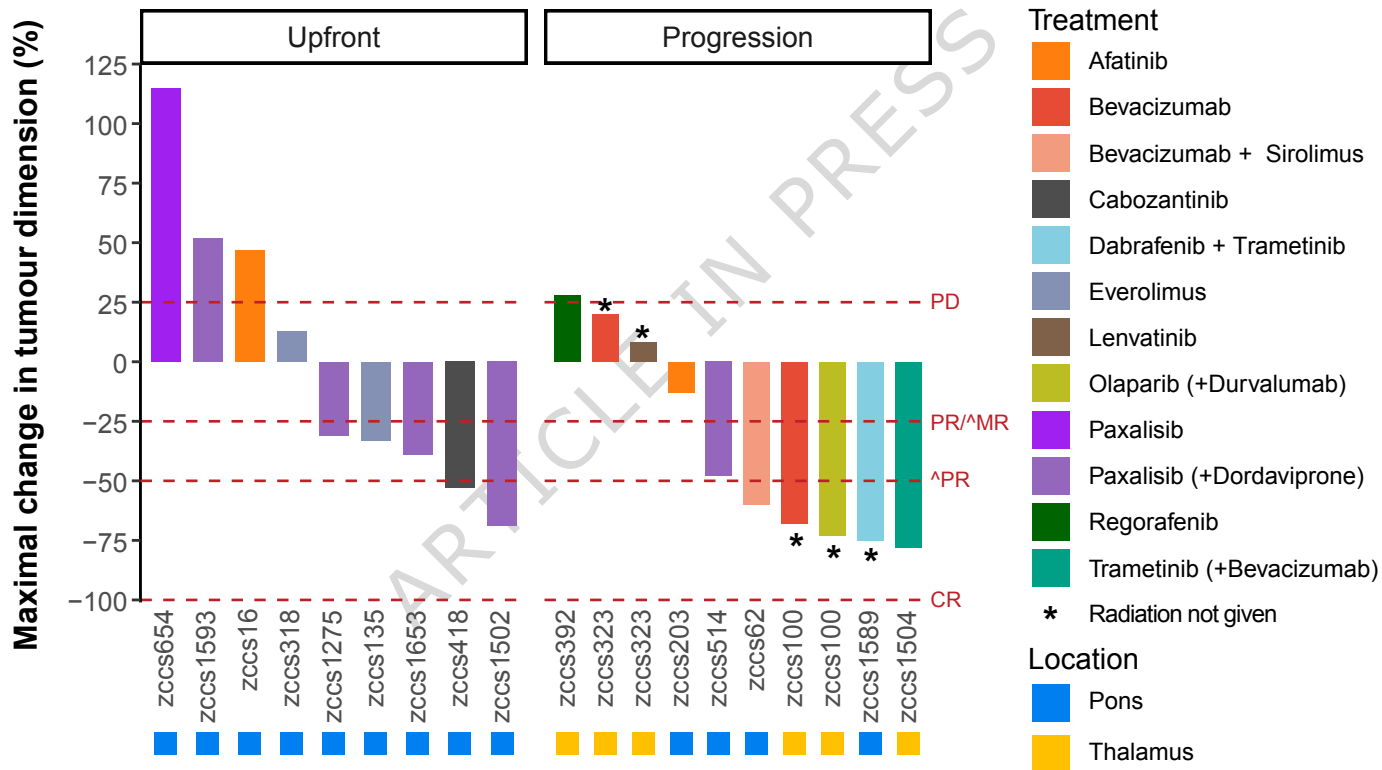 Upfront
Progression
Maximal change in tumour dimension (%)
125
100
75
50
25
0
−25
−50
−75
−100
PD
PR/^MR
^PR
CR
*
*
*
*
*
zccs654
zccs1593
zccs16
zccs318
zccs1275
zccs135
zccs1653
zccs418
zccs1502
zccs392
zccs323
zccs323
zccs203
zccs514
zccs62
zccs100
zccs100
zccs1589
zccs1504
ARTICLE IN PRESS
Treatment
Afatinib
Bevacizumab
Bevacizumab + Sirolimus
Cabozantinib
Dabrafenib + Trametinib
Everolimus
Lenvatinib
Olaparib (+Durvalumab)
Paxalisib
Paxalisib (+Dordaviprone)
Regorafenib
Trametinib (+Bevacizumab)
* Radiation not given
Location
Pons
Thalamus